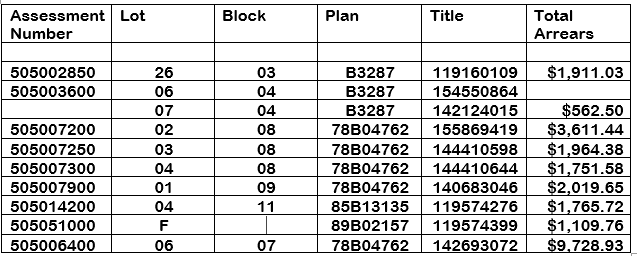 Assessment Number Lot Block Plan Title Total Arrears
505002850 26 03 B3287 119160109 $1,911.03
505003600 06 04 B3287 154550864
07 04 B3287 142124015 $562.50
505007200 02 08 78B04762 155869419 $3,611.44
505007250 03 08 78B04762 144410598 $1,964.38
505007300 04 08 78B04762 144410644 $1,751.58
505007900 01 09 78B04762 140683046 $2,019.65
505014200 04 11 85B13135 119574276 $1,765.72
505051000 F 89B02157 119574399 $1,109.76
505006400 06 07 78B04762 142693072 $9,728.93